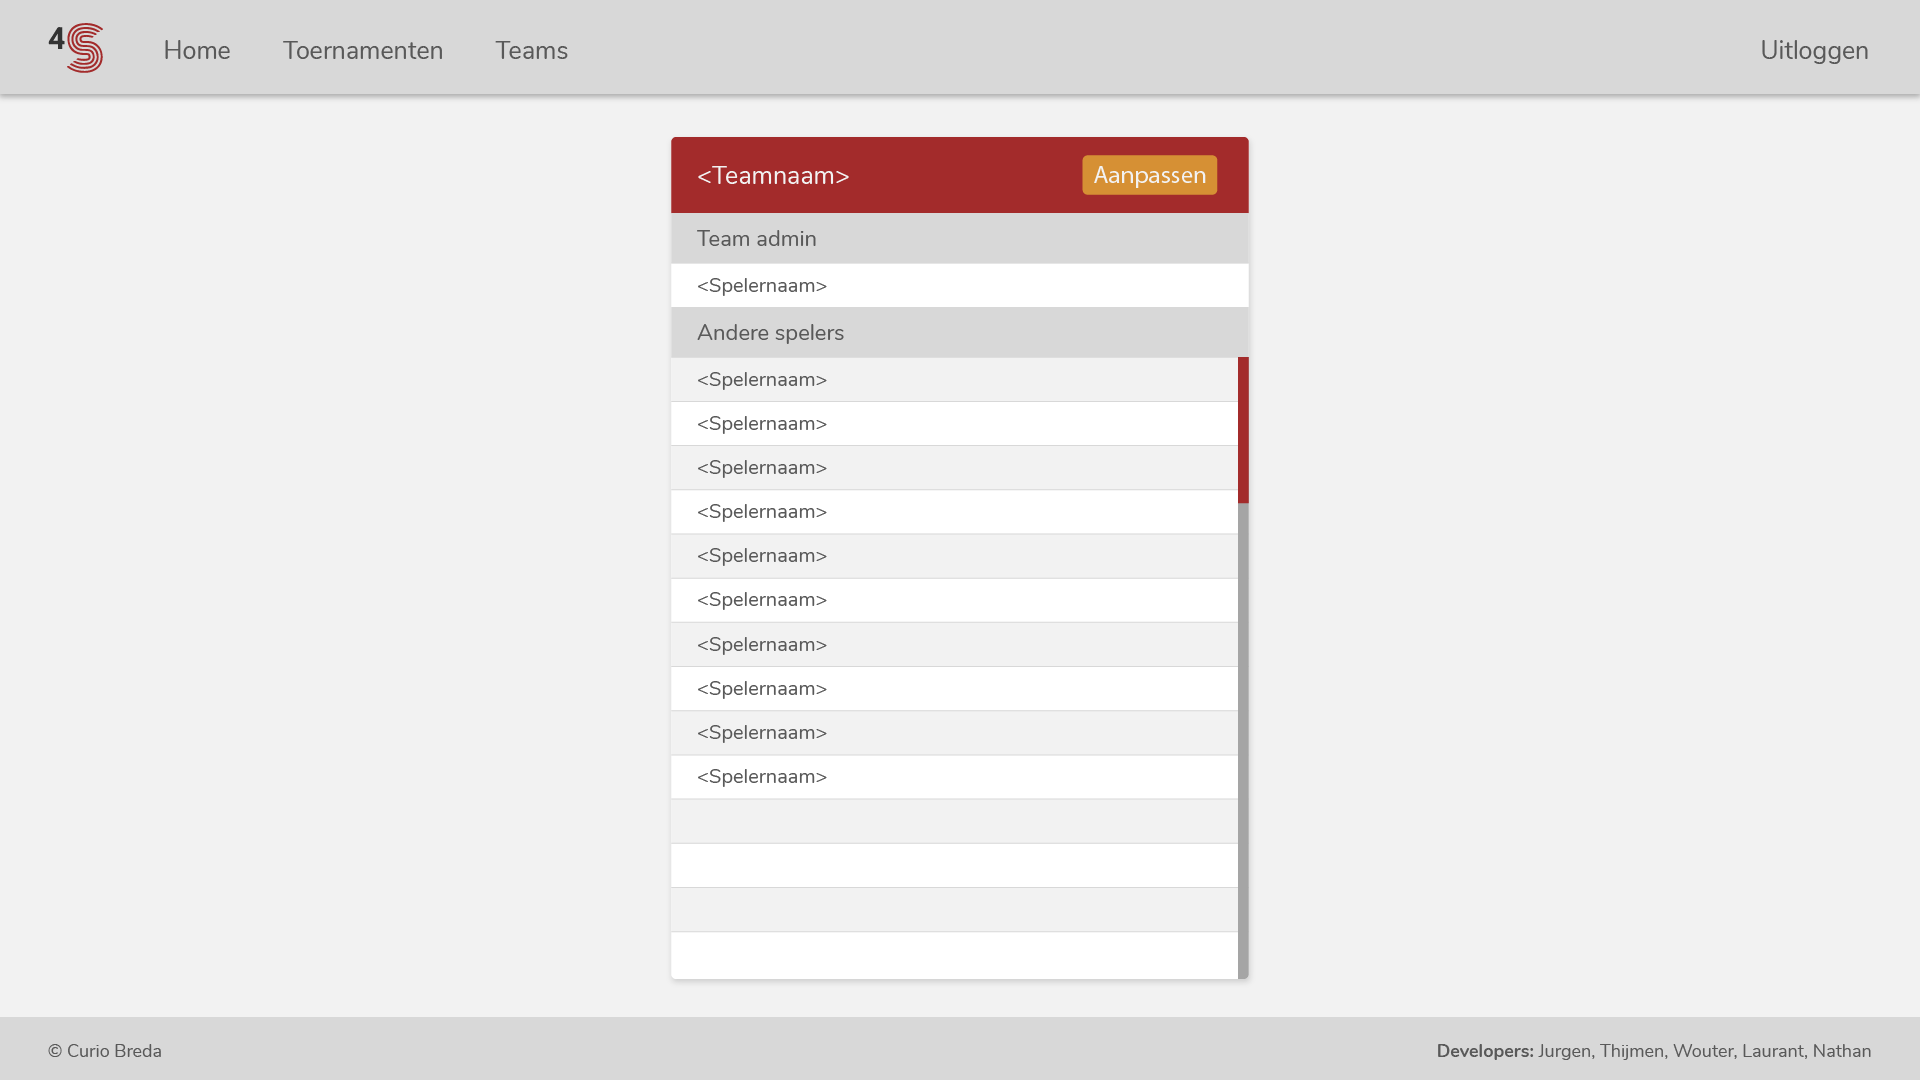 4S Home Toernamenten Teams Uitloggen
<Teamnaam> Aanpassen
Team admin
<Spelernaam>
Andere spelers
<Spelernaam>
<Spelernaam>
<Spelernaam>
<Spelernaam>
<Spelernaam>
<Spelernaam>
<Spelernaam>
<Spelernaam>
<Spelernaam>
<Spelernaam>
© Curio Breda Developers: Jurgen, Thijmen, Wouter, Laurant, Nathan